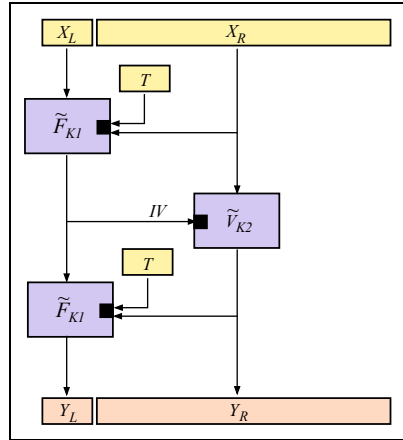 X_L X_R
T
F̃_K1
IV
Ṽ_K2
T
F̃_K1
Y_L Y_R